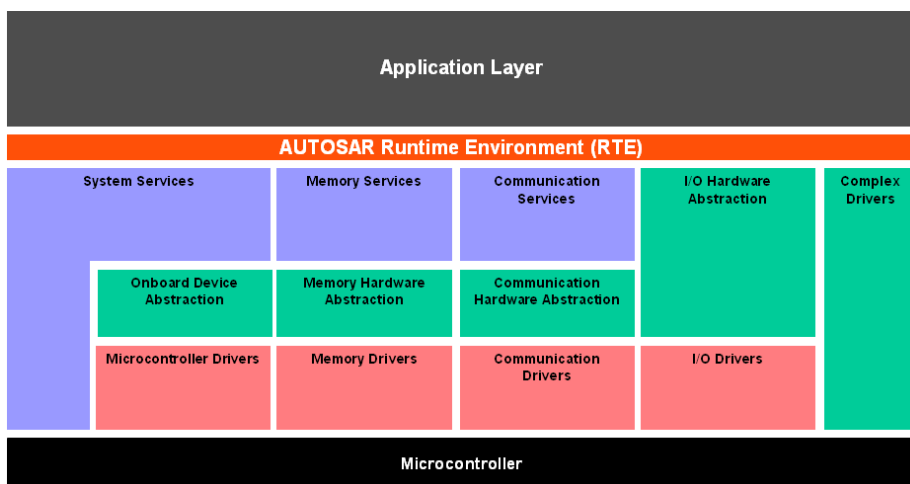 Application Layer
AUTOSAR Runtime Environment (RTE)
System Services
Memory Services
Communication
Services
I/O Hardware
Abstraction
Complex
Drivers
Onboard Device
Abstraction
Memory Hardware
Abstraction
Communication
Hardware Abstraction
Microcontroller Drivers
Memory Drivers
Communication
Drivers
I/O Drivers
Microcontroller